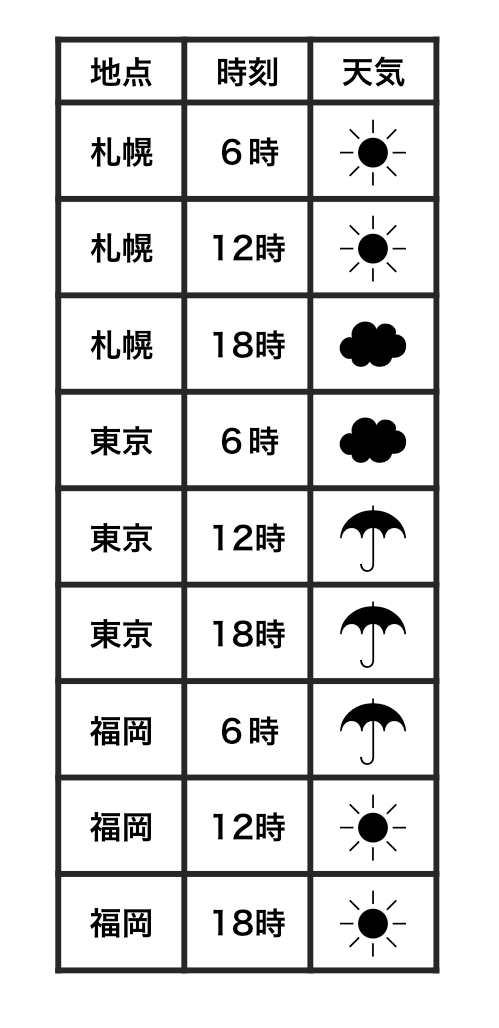 地点 時刻 天気
札幌 6時
札幌 12時
札幌 18時
東京 6時
東京 12時
東京 18時
福岡 6時
福岡 12時
福岡 18時